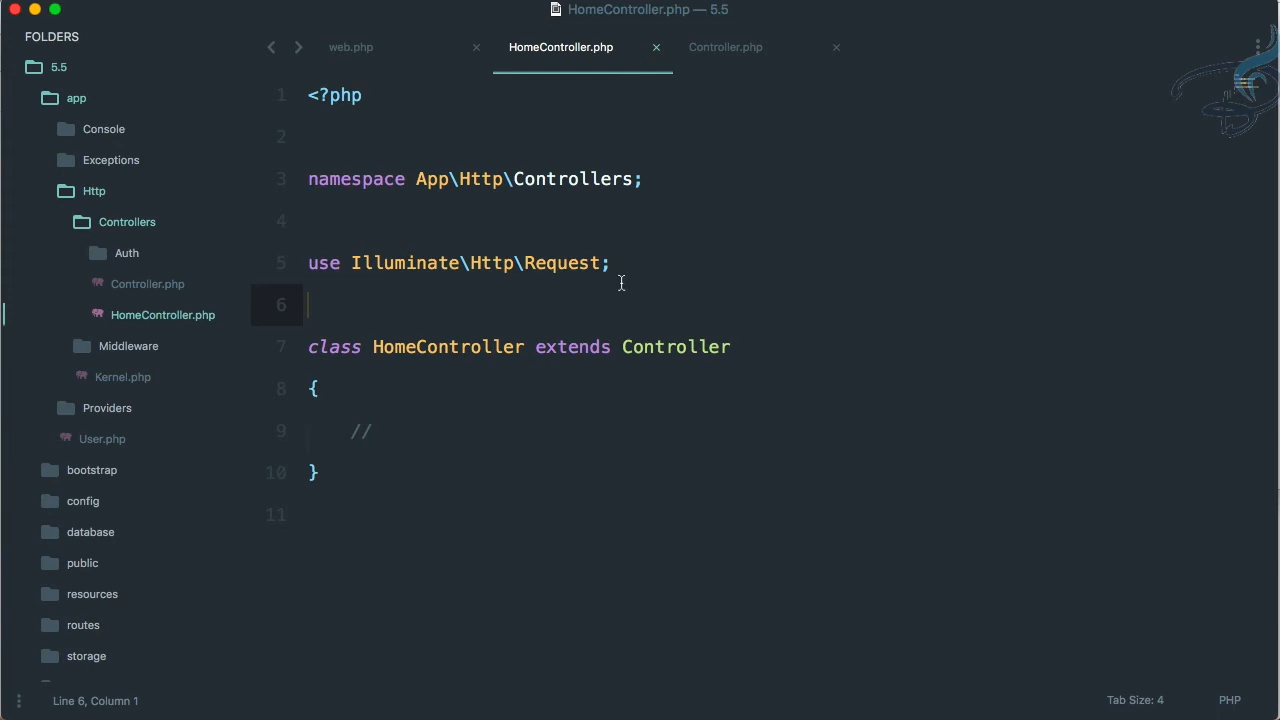 HomeController.php — 5.5
FOLDERS
5.5
app
Console
Exceptions
Http
Controllers
Auth
Controller.php
HomeController.php
Middleware
Kernel.php
Providers
User.php
bootstrap
config
database
public
resources
routes
storage
web.php
HomeController.php
Controller.php
1 <?php
2
3 namespace App\Http\Controllers;
4
5 use Illuminate\Http\Request;
6
7 class HomeController extends Controller
8 {
9 //
10 }
11
Line 6, Column 1
Tab Size: 4
PHP